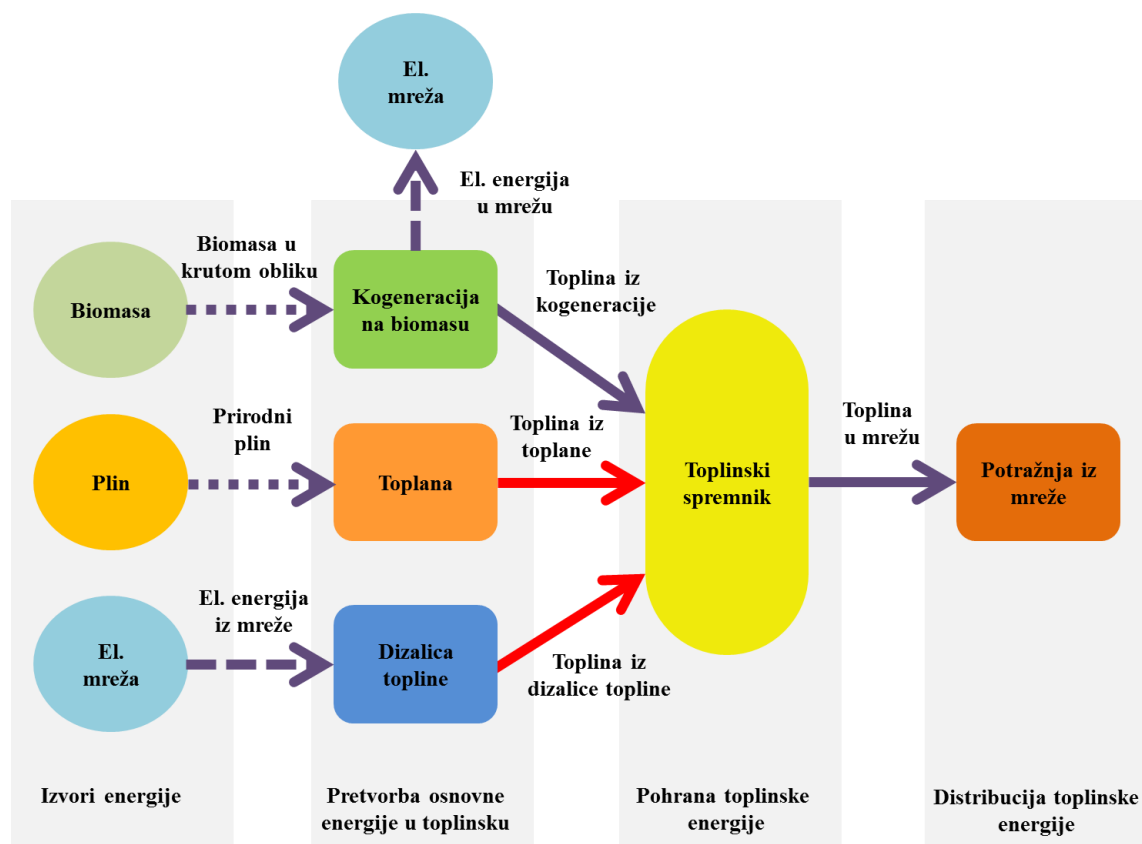 El.
mreža
El. energija
u mrežu
Biomasa u
krutom obliku
Toplina iz
kogeneracije
Biomasa
Kogeneracija
na biomasu
Prirodni
plin
Toplina iz
toplane
Toplina
u mrežu
Plin
Toplana
Toplinski
spremnik
Potražnja iz
mreže
El. energija
iz mreže
El.
mreža
Dizalica
topline
Toplina iz
dizalice topline
Izvori energije
Pretvorba osnovne
energije u toplinsku
Pohrana toplinske
energije
Distribucija toplinske
energije